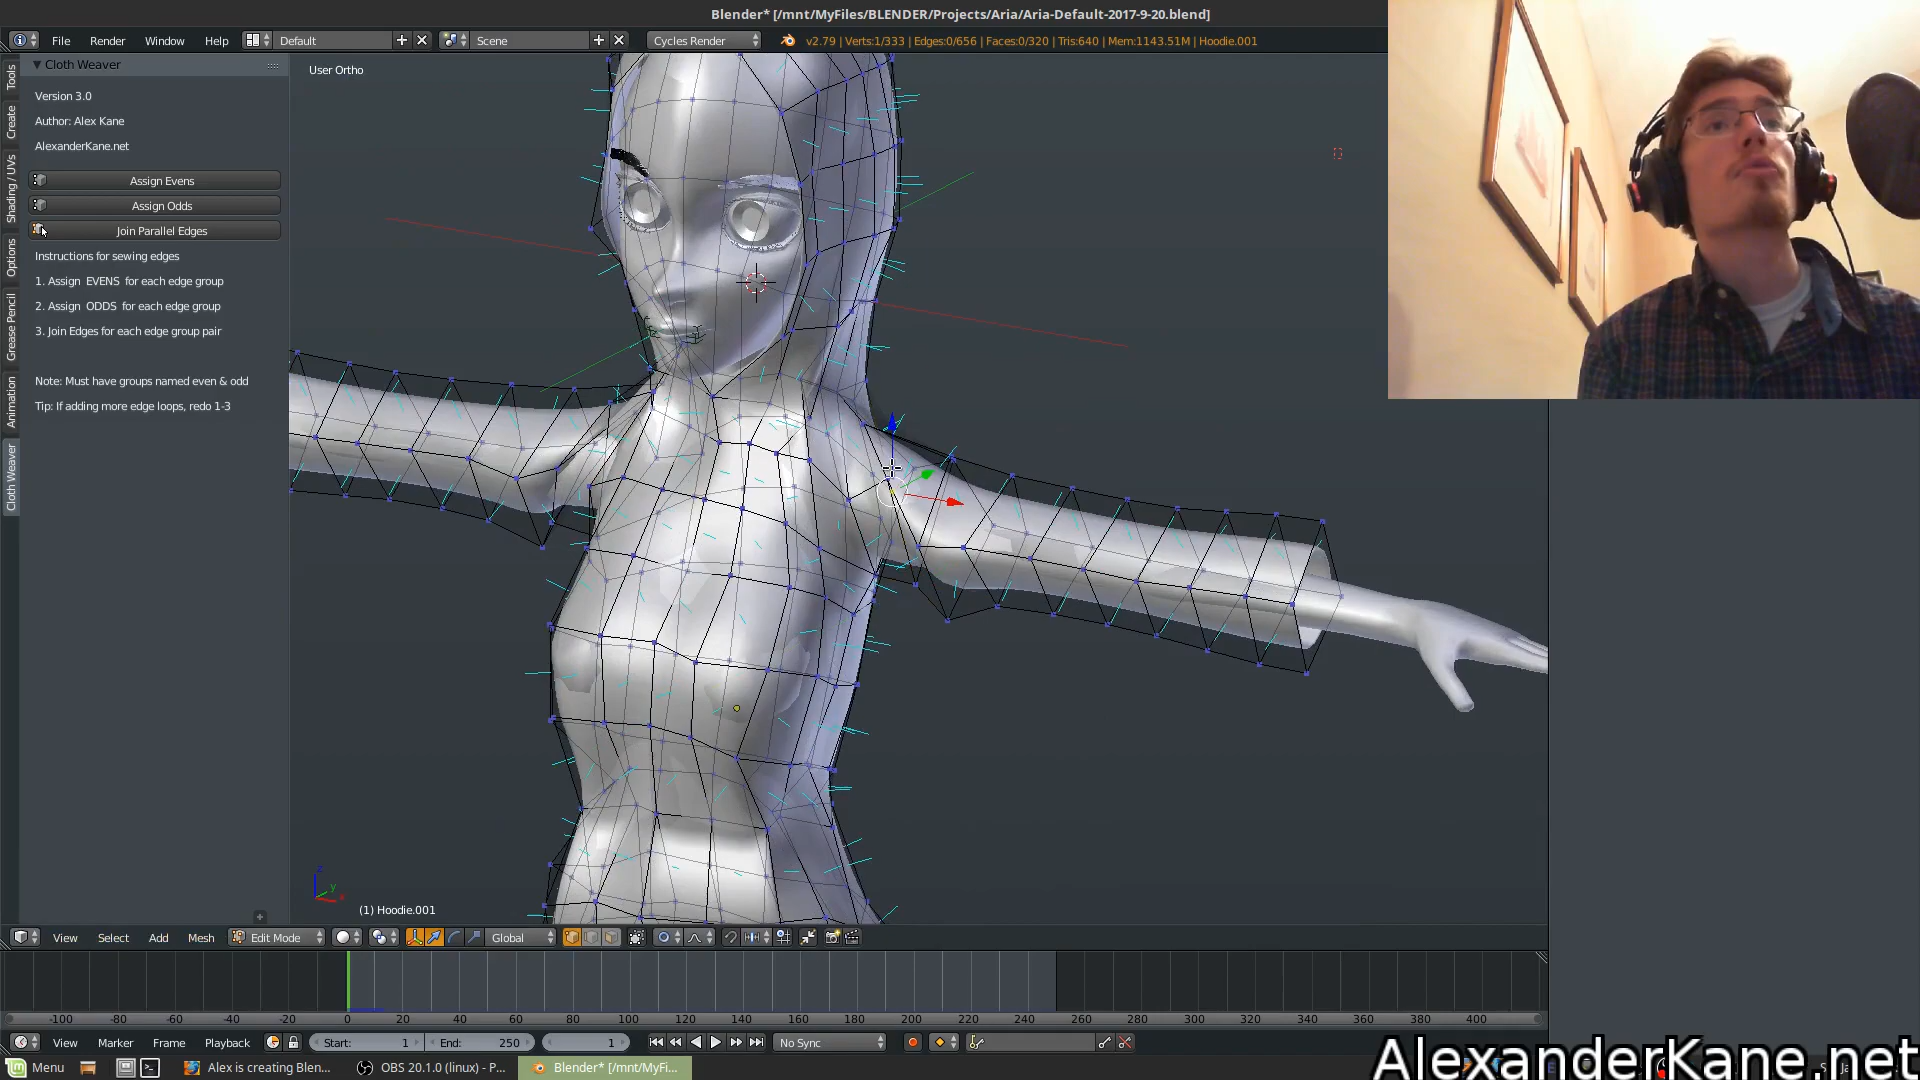 Blender* [/mnt/MyFiles/BLENDER/Projects/Aria/Aria-Default-2017-9-20.blend]
File Render Window Help Default Scene Cycles Render v2.79 | Verts:1/333 | Edges:0/656 | Faces:0/320 | Tris:640 | Mem:1143.51M | Hoodie.001
Cloth Weaver
User Ortho
Version 3.0
Author: Alex Kane
AlexanderKane.net
Assign Evens
Assign Odds
Join Parallel Edges
Instructions for sewing edges
1. Assign EVENS for each edge group
2. Assign ODDS for each edge group
3. Join Edges for each edge group pair
Note: Must have groups named even & odd
Tip: If adding more edge loops, redo 1-3
Tools
Create
Shading / UVs
Options
Grease Pencil
Animation
Cloth Weaver
z
y
x
(1) Hoodie.001
View Select Add Mesh Edit Mode Global
-100 -80 -60 -40 -20 0 20 40 60 80 100 120 140 160 180 200 220 240 260 280 300 320 340 360 380 400
View Marker Frame Playback Start: 1 End: 250 1 No Sync
Menu Alex is creating Blen... OBS 20.1.0 (linux) - P... Blender* [/mnt/MyFi...
AlexanderKane.net